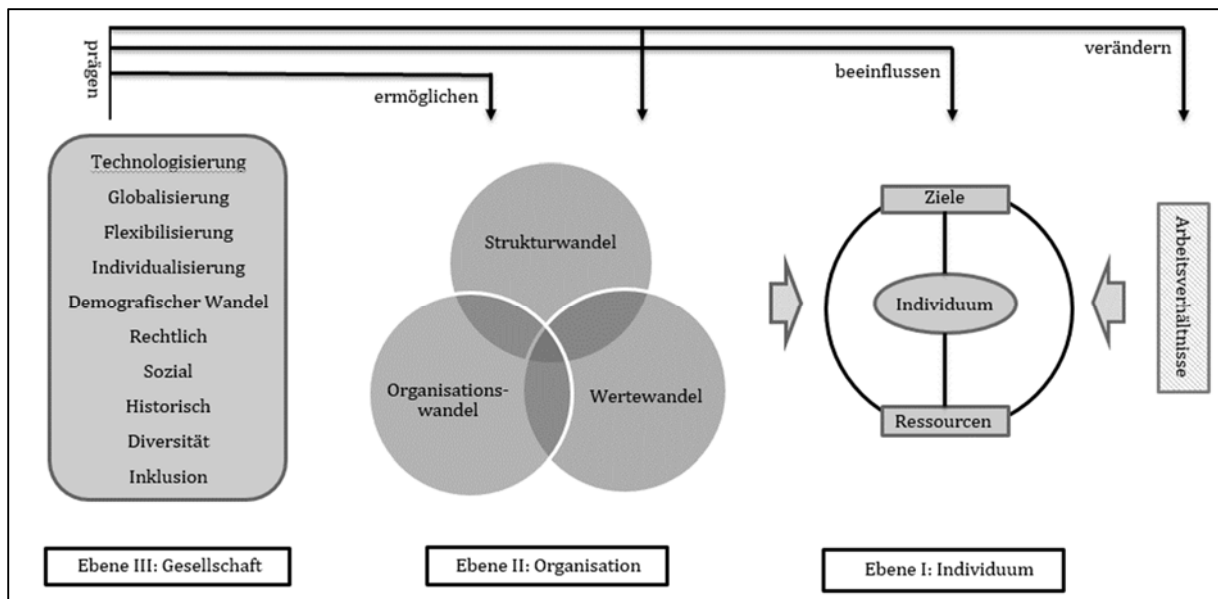 prägen
ermöglichen
beeinflussen
verändern
Technologisierung
Globalisierung
Flexibilisierung
Individualisierung
Demografischer Wandel
Rechtlich
Sozial
Historisch
Diversität
Inklusion
Strukturwandel
Organisations-
wandel
Wertewandel
Ziele
Individuum
Ressourcen
Arbeitsverhältnisse
Ebene III: Gesellschaft
Ebene II: Organisation
Ebene I: Individuum